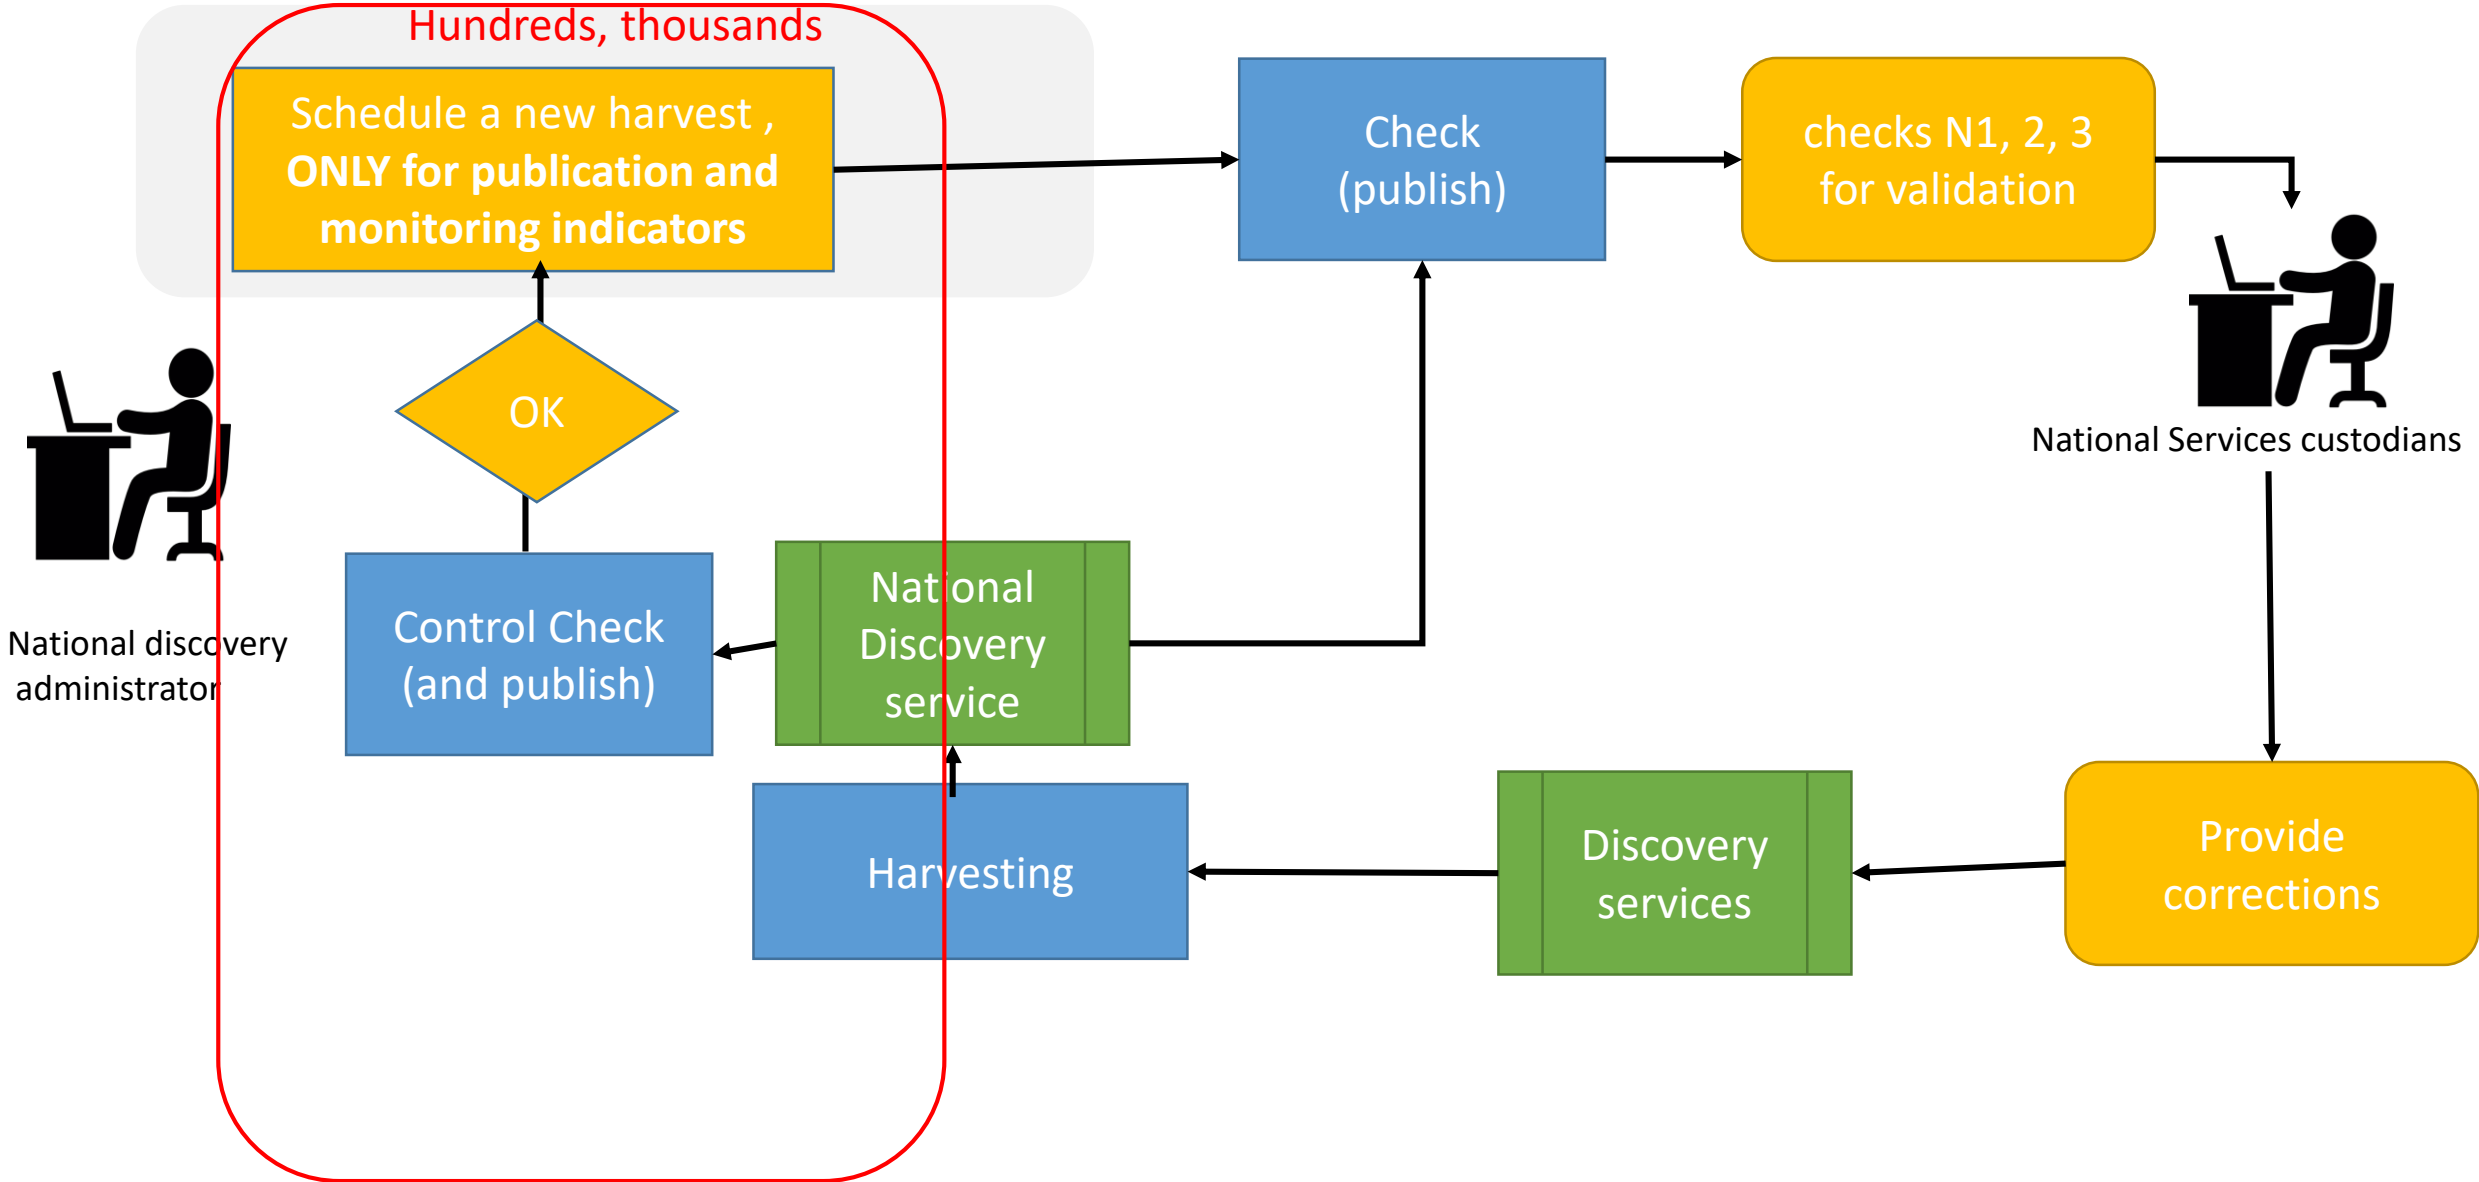 Hundreds, thousands
Schedule a new harvest ,
ONLY for publication and
monitoring indicators
Check
(publish)
checks N1, 2, 3
for validation
OK
National Services custodians
National discovery
administrator
Control Check
(and publish)
National
Discovery
service
Harvesting
Discovery
services
Provide
corrections